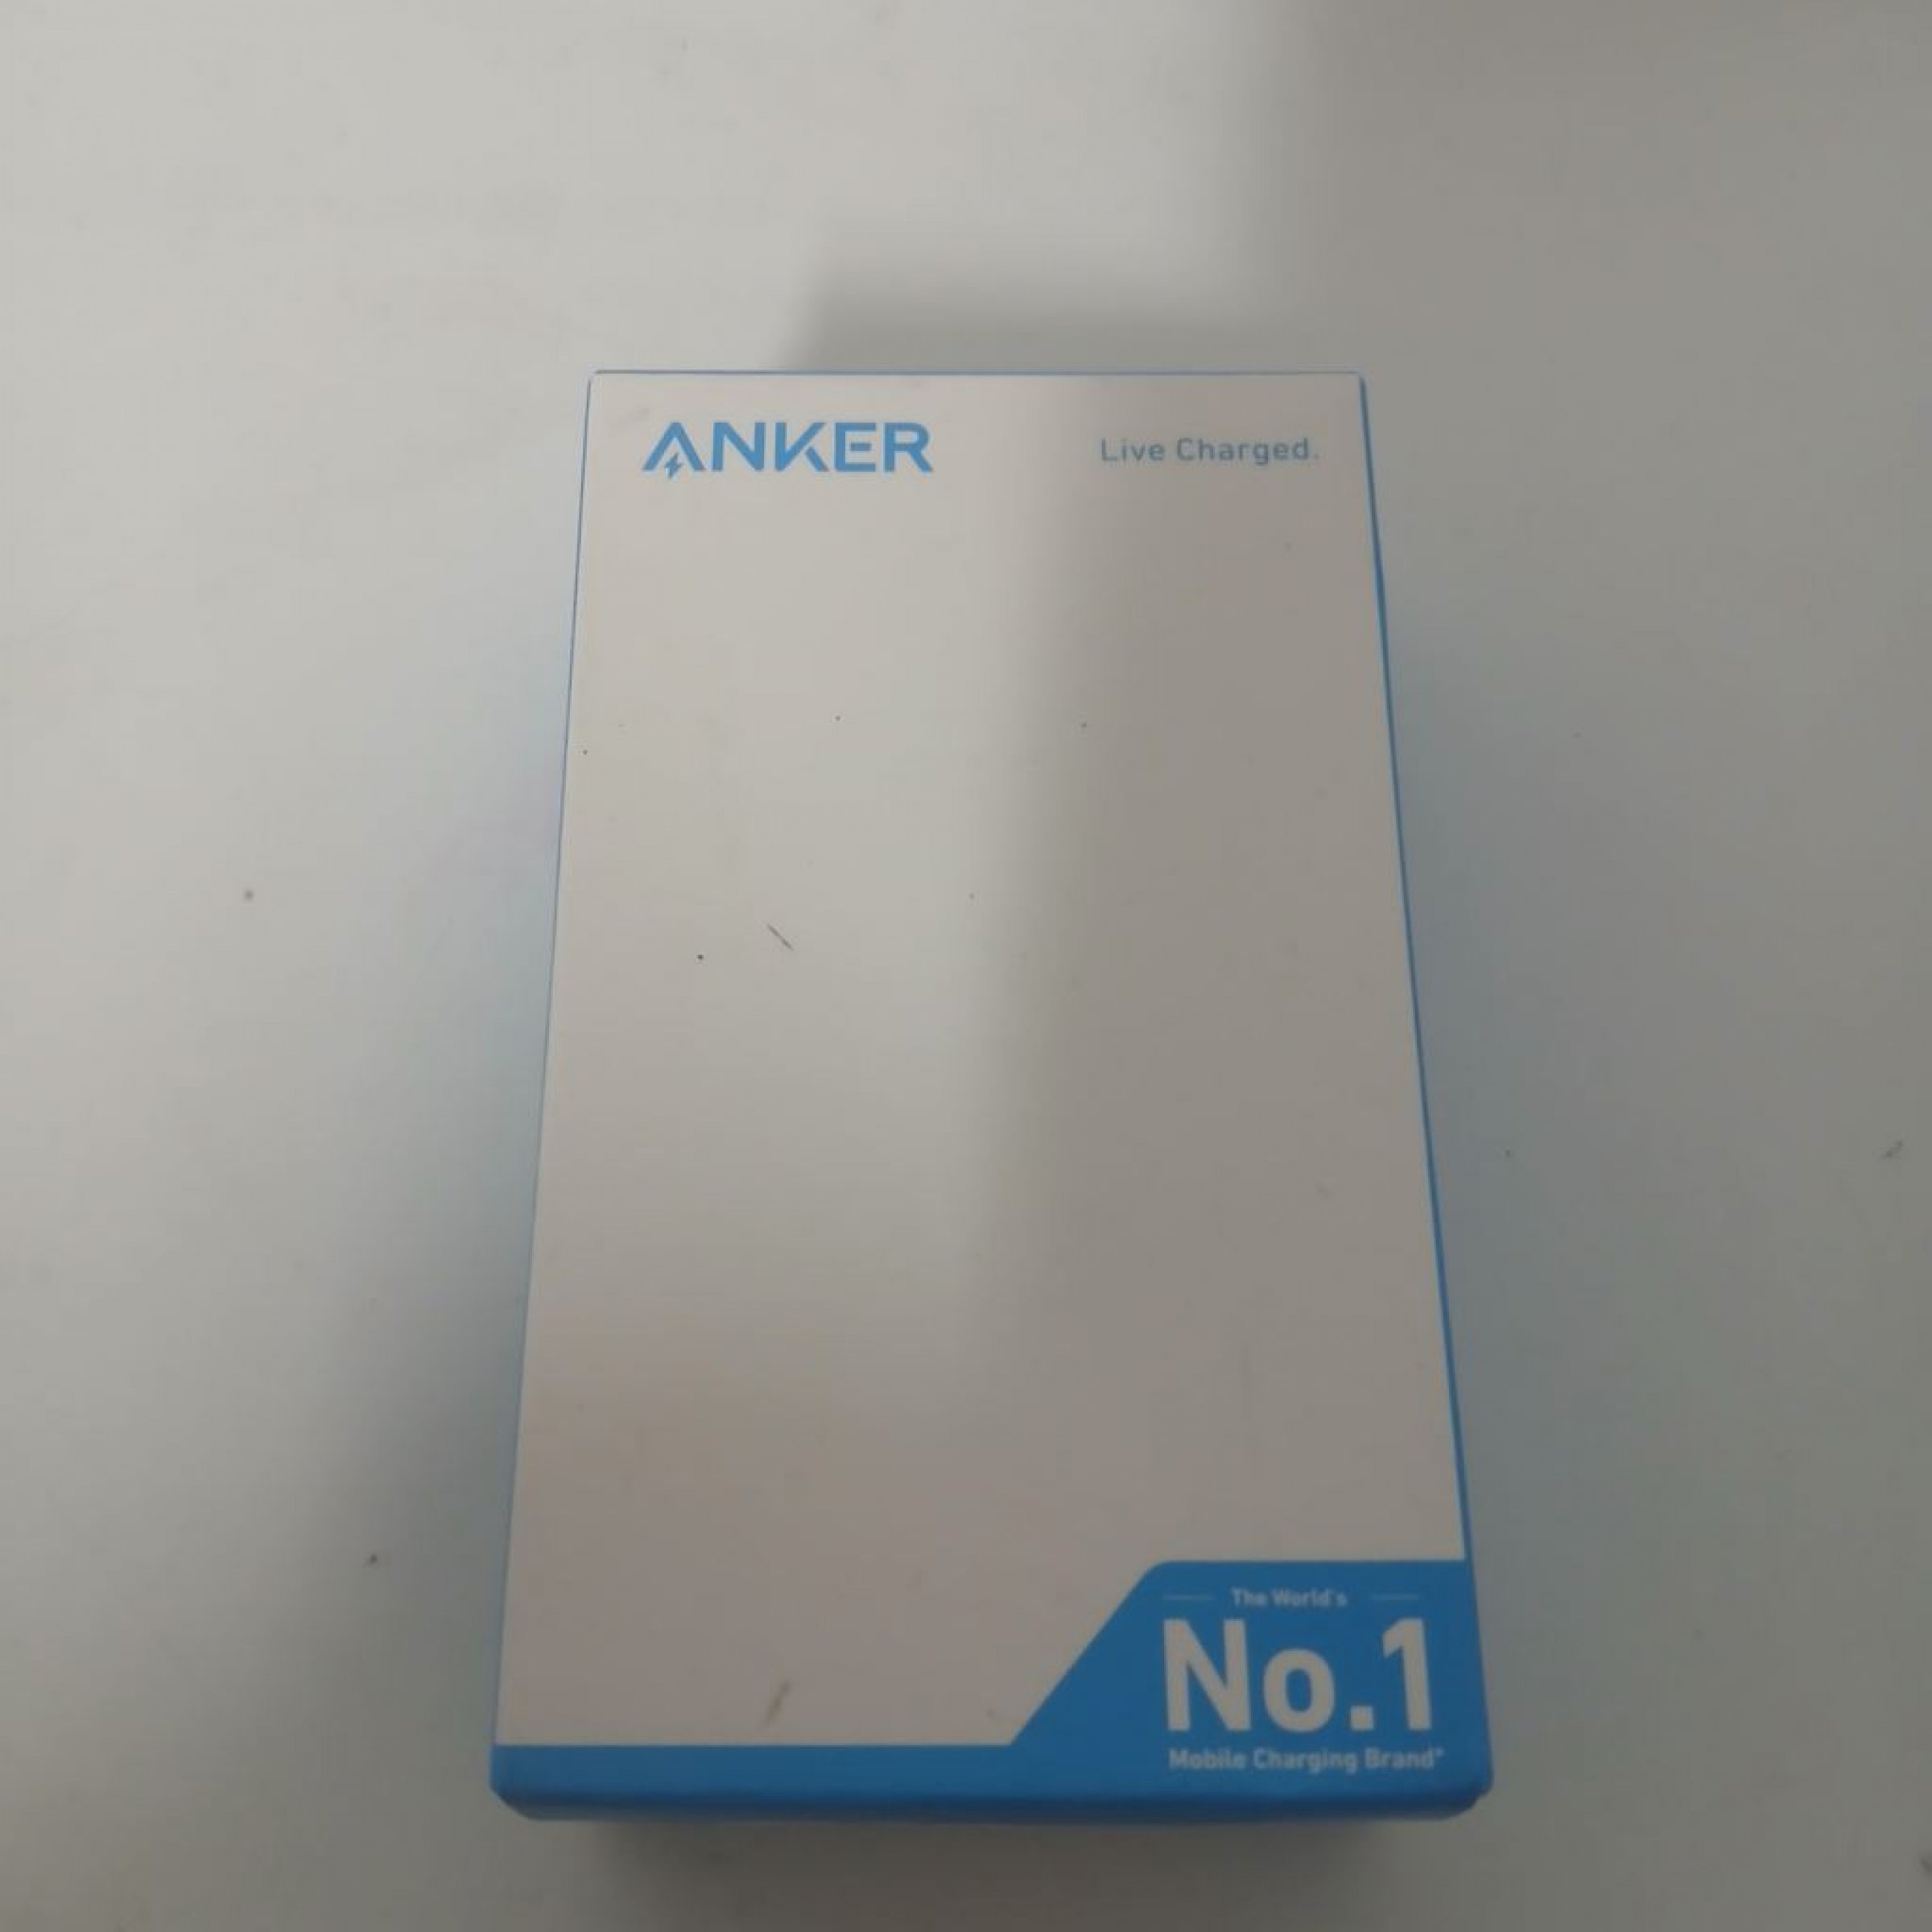 ANKER
Live Charged.
The World's
No.1
Mobile Charging Brand*